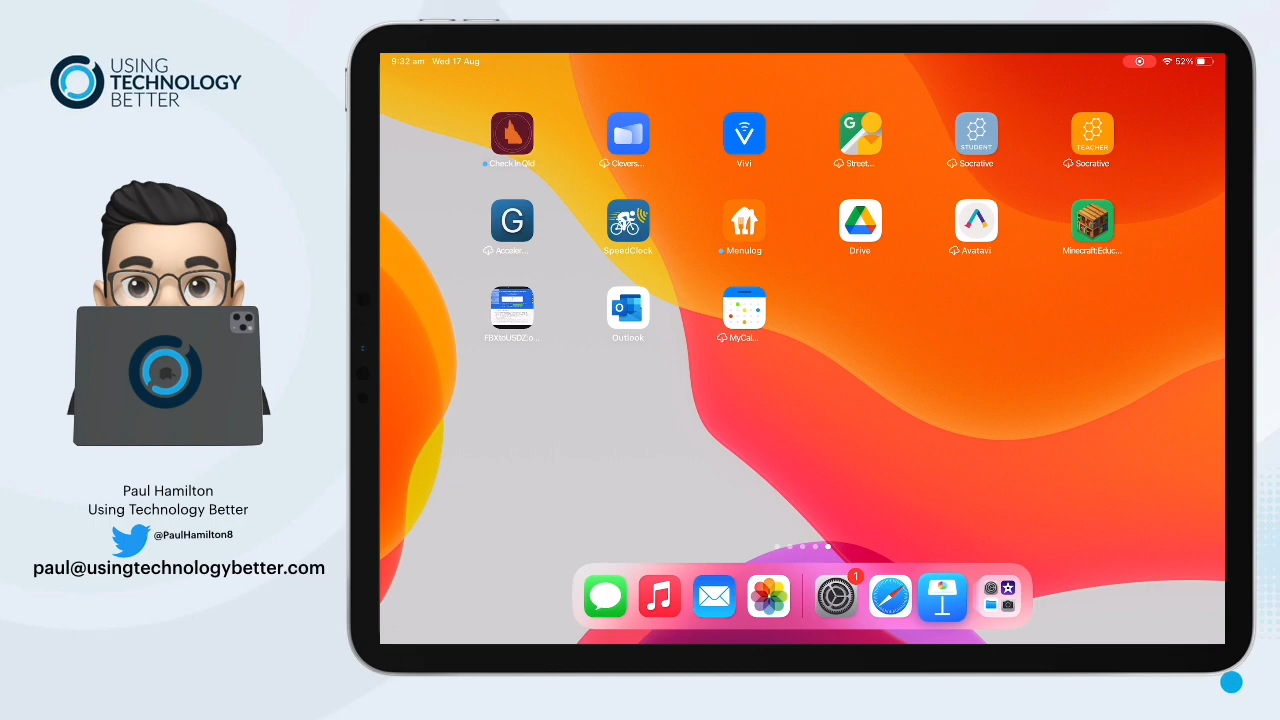 USING
TECHNOLOGY
BETTER
Paul Hamilton
Using Technology Better
@PaulHamilton8
paul@usingtechnologybetter.com
9:32 am Wed 17 Aug
52%
Check In Qld
Clevers...
Vivi
G
Street...
STUDENT
Socrative
TEACHER
Socrative
G
Acceler...
SpeedClock
Menulog
Drive
Avatavi
Minecraft:Educ...
FBXtoUSDZ.o...
O
Outlook
MyCal...
1